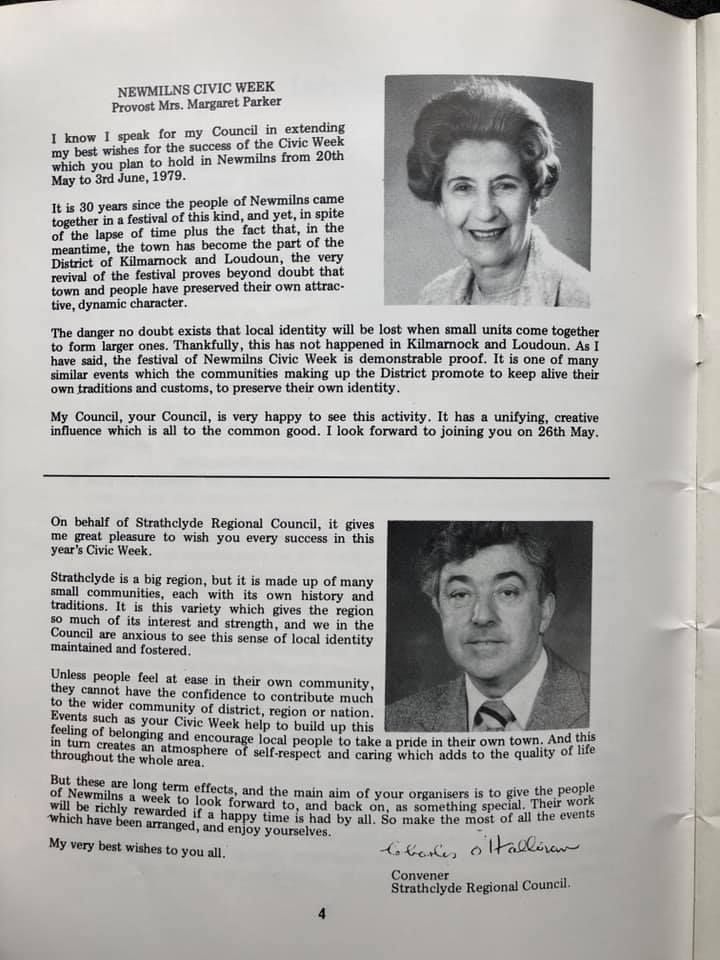 NEWMILNS CIVIC WEEK
Provost Mrs. Margaret Parker
I know I speak for my Council in extending
my best wishes for the success of the Civic Week
which you plan to hold in Newmilns from 20th
May to 3rd June, 1979.
It is 30 years since the people of Newmilns came
together in a festival of this kind, and yet, in spite
of the lapse of time plus the fact that, in the
meantime, the town has become the part of the
District of Kilmarnock and Loudoun, the very
revival of the festival proves beyond doubt that
town and people have preserved their own attrac-
tive, dynamic character.
The danger no doubt exists that local identity will be lost when small units come together
to form larger ones. Thankfully, this has not happened in Kilmarnock and Loudoun. As I
have said, the festival of Newmilns Civic Week is demonstrable proof. It is one of many
similar events which the communities making up the District promote to keep alive their
own traditions and customs, to preserve their own identity.
My Council, your Council, is very happy to see this activity. It has a unifying, creative
influence which is all to the common good. I look forward to joining you on 26th May.
On behalf of Strathclyde Regional Council, it gives
me great pleasure to wish you every success in this
year's Civic Week.
Strathclyde is a big region, but it is made up of many
small communities, each with its own history and
traditions. It is this variety which gives the region
so much of its interest and strength, and we in the
Council are anxious to see this sense of local identity
maintained and fostered.
Unless people feel at ease in their own community,
they cannot have the confidence to contribute much
to the wider community of district, region or nation.
Events such as your Civic Week help to build up this
feeling of belonging and encourage local people to take a pride in their own town. And this
in turn creates an atmosphere of self-respect and caring which adds to the quality of life
throughout the whole area.
But these are long term effects, and the main aim of your organisers is to give the people
of Newmilns a week to look forward to, and back on, as something special. Their work
will be richly rewarded if a happy time is had by all. So make the most of all the events
which have been arranged, and enjoy yourselves.
My very best wishes to you all.
Charles O'Halloran
Convener
Strathclyde Regional Council.
4